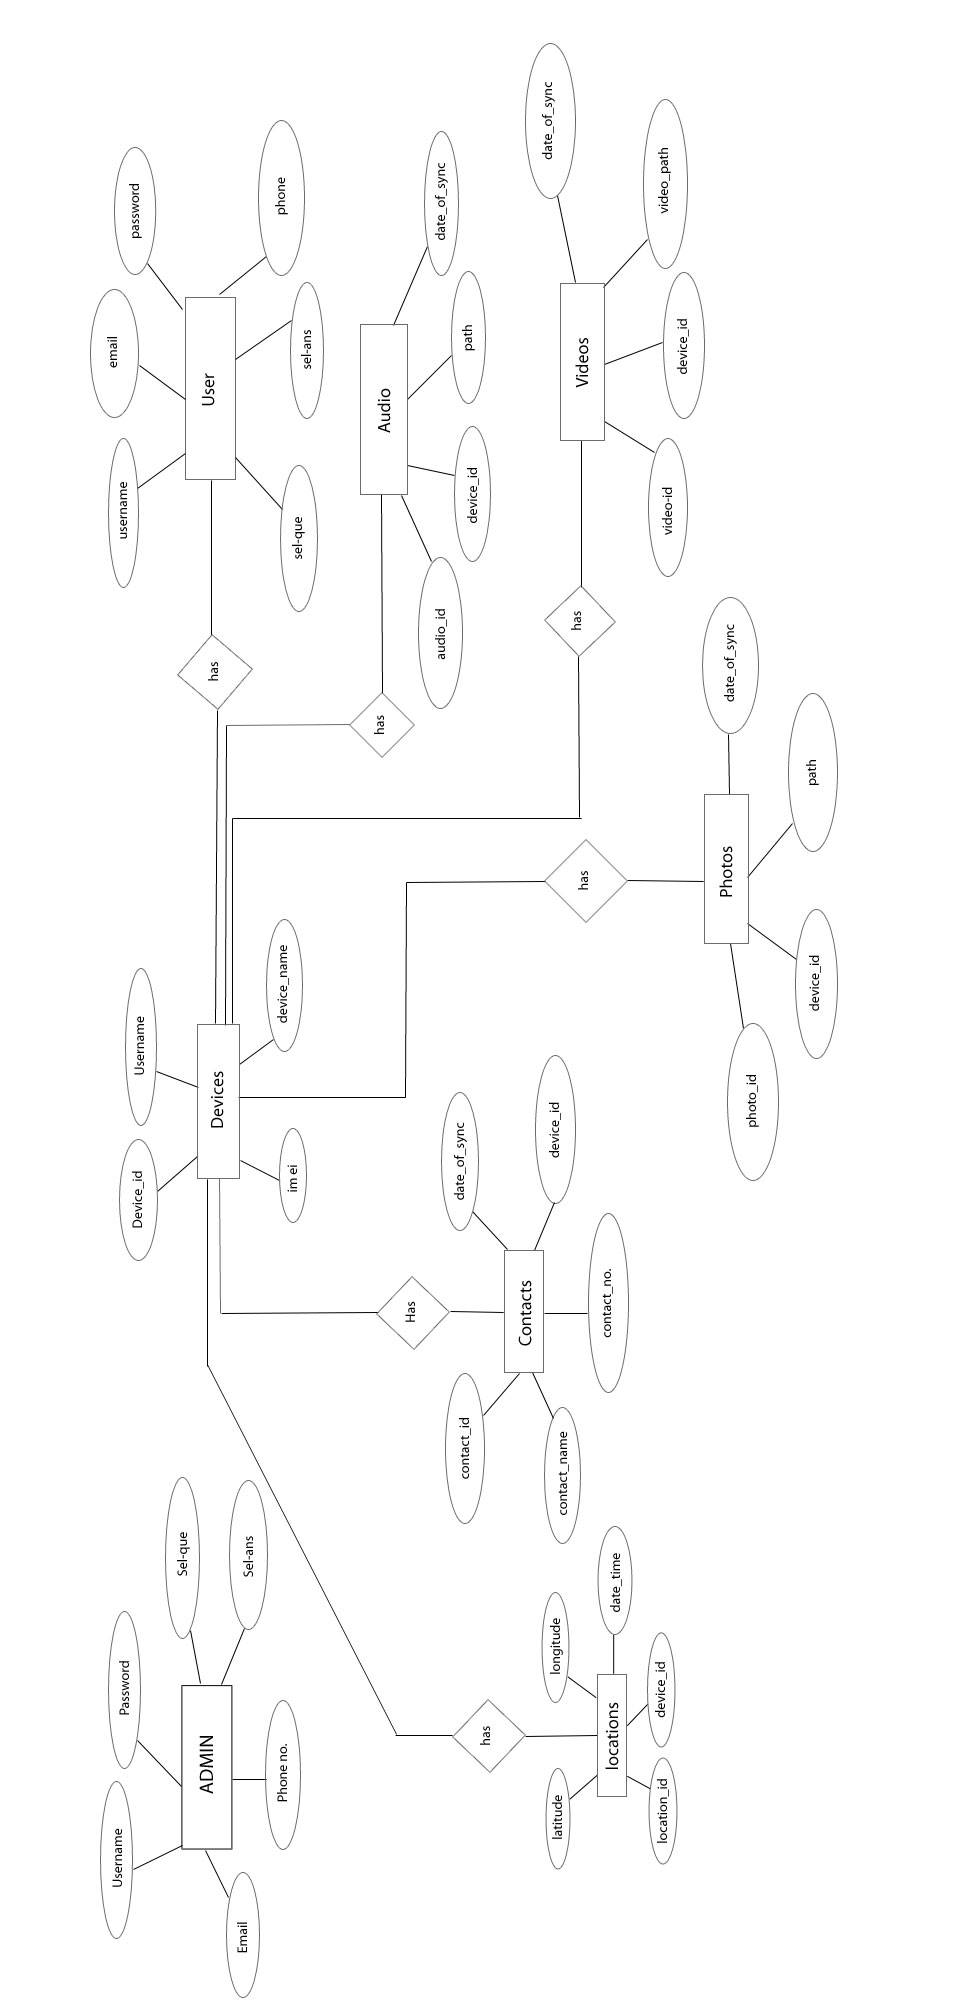 Username
Password
Sel-que
Sel-ans
ADMIN
Email
Phone no.
Device_id
Username
Devices
im ei
device_name
has
username
email
password
User
sel-que
sel-ans
phone
has
Audio
audio_id
device_id
path
date_of_sync
has
Videos
date_of_sync
video-id
device_id
video_path
has
Photos
date_of_sync
photo_id
device_id
path
Has
Contacts
contact_id
date_of_sync
contact_name
contact_no.
device_id
has
locations
latitude
longitude
date_time
location_id
device_id